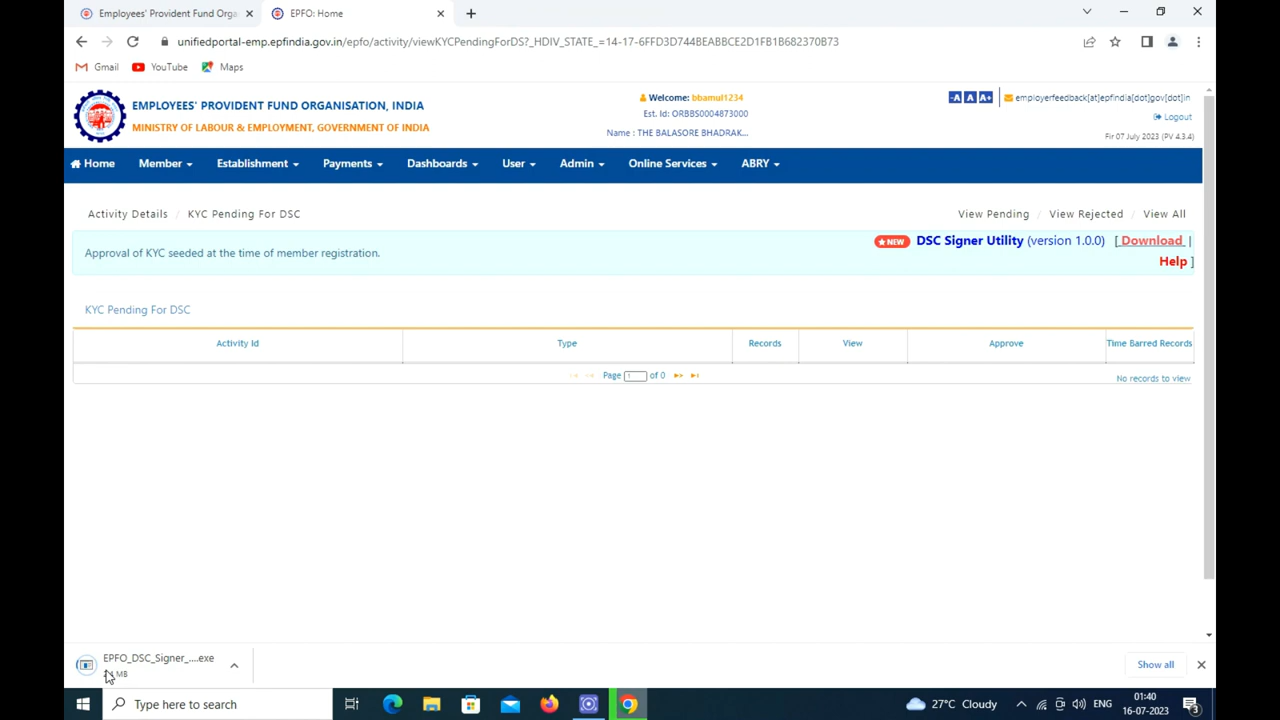 Employees' Provident Fund Orga
EPFO: Home
unifiedportal-emp.epfindia.gov.in/epfo/activity/viewKYCPendingForDS?_HDIV_STATE_=14-17-6FFD3D744BEABBCE2D1FB1B682370B73
Gmail YouTube Maps
EMPLOYEES' PROVIDENT FUND ORGANISATION, INDIA
MINISTRY OF LABOUR & EMPLOYMENT, GOVERNMENT OF INDIA
Welcome: bbamul1234
Est. Id: ORBBS0004873000
Name : THE BALASORE BHADRAK...
-A A A+ employerfeedback[at]epfindia[dot]gov[dot]in
Logout
Fir 07 July 2023 (PV 4.3.4)
Home Member Establishment Payments Dashboards User Admin Online Services ABRY
Activity Details / KYC Pending For DSC
View Pending / View Rejected / View All
Approval of KYC seeded at the time of member registration.
NEW DSC Signer Utility (version 1.0.0) [ Download |
Help ]
KYC Pending For DSC
Activity Id Type Records View Approve Time Barred Records
Page 1 of 0
No records to view
EPFO_DSC_Signer_....exe
MB
Show all
Type here to search
27°C Cloudy
ENG
01:40
16-07-2023
3